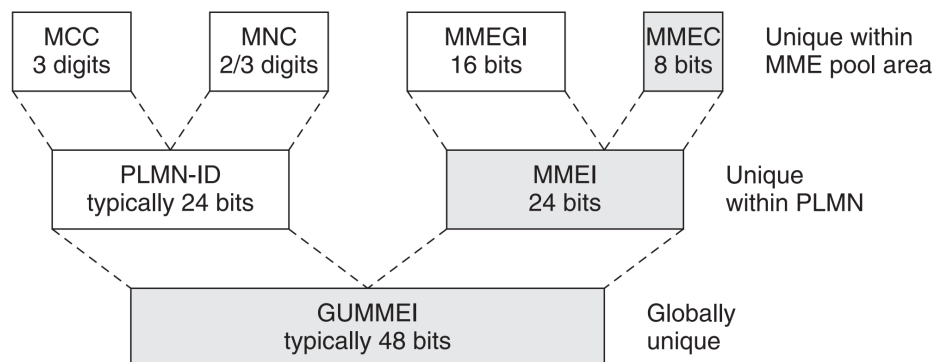 MCC
3 digits
MNC
2/3 digits
MMEGI
16 bits
MMEC
8 bits
Unique within
MME pool area
PLMN-ID
typically 24 bits
MMEI
24 bits
Unique
within PLMN
GUMMEI
typically 48 bits
Globally
unique